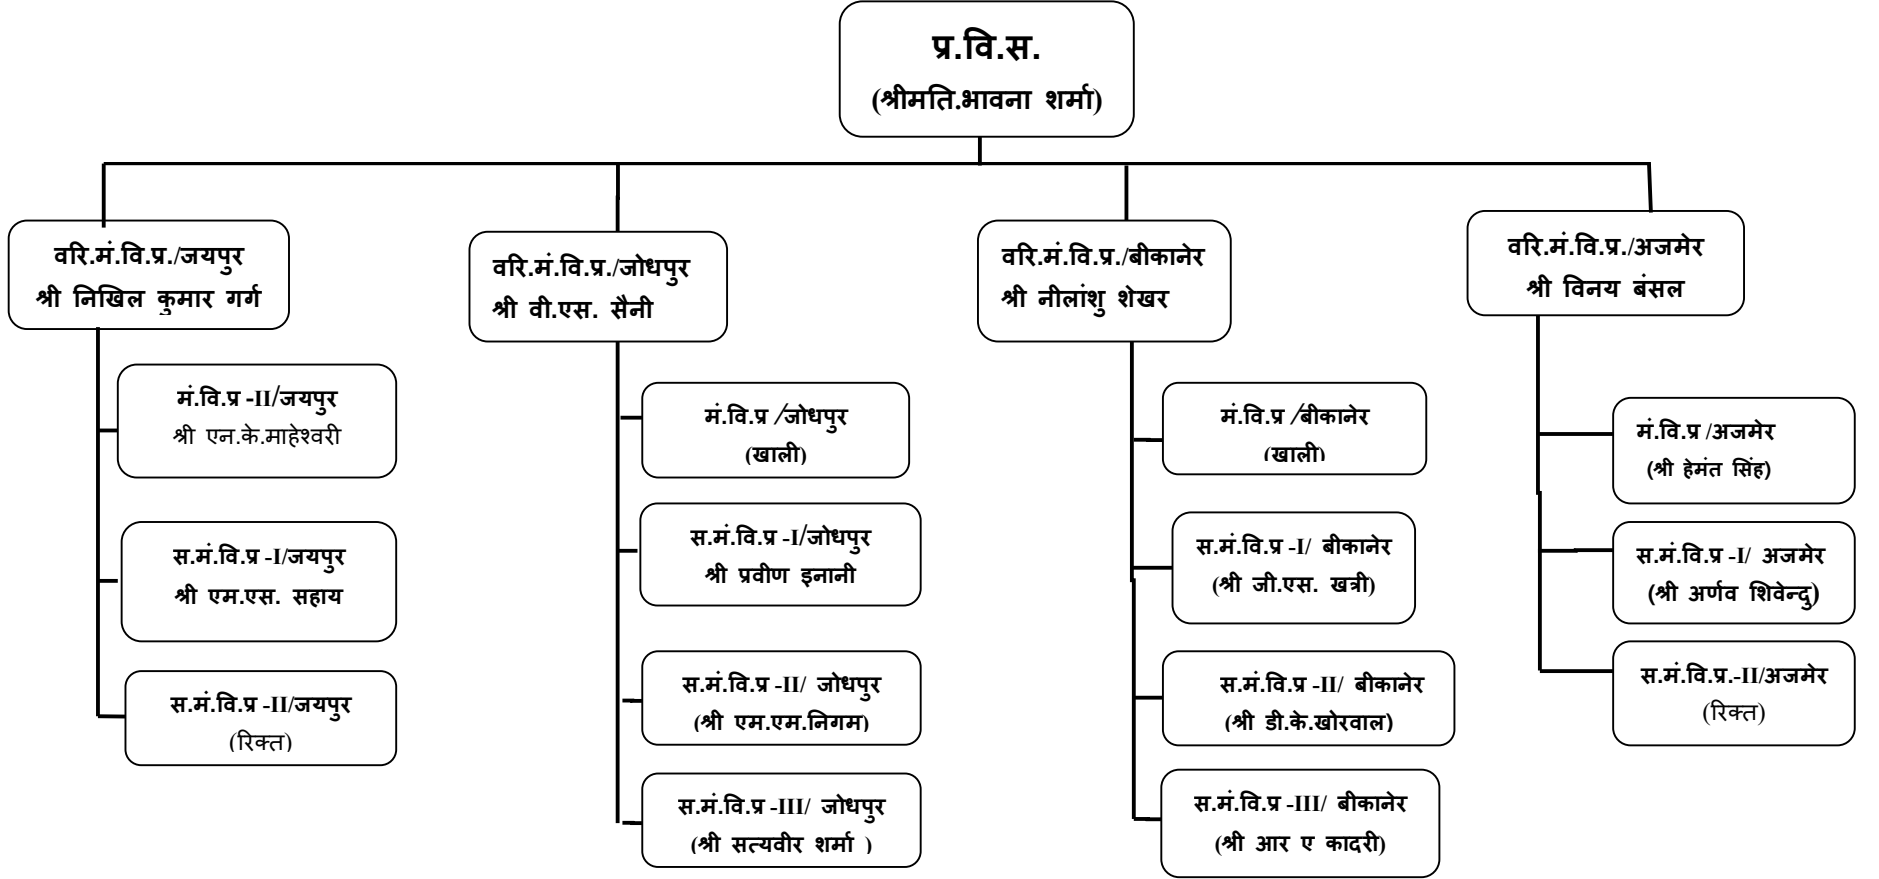 प्र.वि.स.
(श्रीमति.भावना शर्मा)
वरि.मं.वि.प्र./जयपुर
श्री निखिल कुमार गर्ग
मं.वि.प्र -II/जयपुर
श्री एन.के.माहेश्वरी
स.मं.वि.प्र -I/जयपुर
श्री एम.एस. सहाय
स.मं.वि.प्र -II/जयपुर
(रिक्त)
वरि.मं.वि.प्र./जोधपुर
श्री वी.एस. सैनी
मं.वि.प्र /जोधपुर
(खाली)
स.मं.वि.प्र -I/जोधपुर
श्री प्रवीण इनानी
स.मं.वि.प्र -II/ जोधपुर
(श्री एम.एम.निगम)
स.मं.वि.प्र -III/ जोधपुर
(श्री सत्यवीर शर्मा )
वरि.मं.वि.प्र./बीकानेर
श्री नीलांशु शेखर
मं.वि.प्र /बीकानेर
(खाली)
स.मं.वि.प्र -I/ बीकानेर
(श्री जी.एस. खत्री)
स.मं.वि.प्र -II/ बीकानेर
(श्री डी.के.खोरवाल)
स.मं.वि.प्र -III/ बीकानेर
(श्री आर ए कादरी)
वरि.मं.वि.प्र./अजमेर
श्री विनय बंसल
मं.वि.प्र /अजमेर
(श्री हेमंत सिंह)
स.मं.वि.प्र -I/ अजमेर
(श्री अर्णव शिवेन्दु)
स.मं.वि.प्र.-II/अजमेर
(रिक्त)